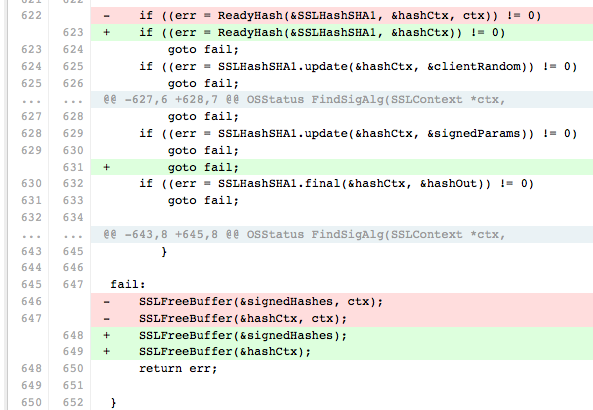 622 - if ((err = ReadyHash(&SSLHashSHA1, &hashCtx, ctx)) != 0)
623 + if ((err = ReadyHash(&SSLHashSHA1, &hashCtx)) != 0)
623 624 goto fail;
624 625 if ((err = SSLHashSHA1.update(&hashCtx, &clientRandom)) != 0)
625 626 goto fail;
... ... @@ -627,6 +628,7 @@ OSStatus FindSigAlg(SSLContext *ctx,
627 628 goto fail;
628 629 if ((err = SSLHashSHA1.update(&hashCtx, &signedParams)) != 0)
629 630 goto fail;
631 + goto fail;
630 632 if ((err = SSLHashSHA1.final(&hashCtx, &hashOut)) != 0)
631 633 goto fail;
632 634
... ... @@ -643,8 +645,8 @@ OSStatus FindSigAlg(SSLContext *ctx,
643 645 }
644 646
645 647 fail:
646 - SSLFreeBuffer(&signedHashes, ctx);
647 - SSLFreeBuffer(&hashCtx, ctx);
648 + SSLFreeBuffer(&signedHashes);
649 + SSLFreeBuffer(&hashCtx);
648 650 return err;
649 651
650 652 }